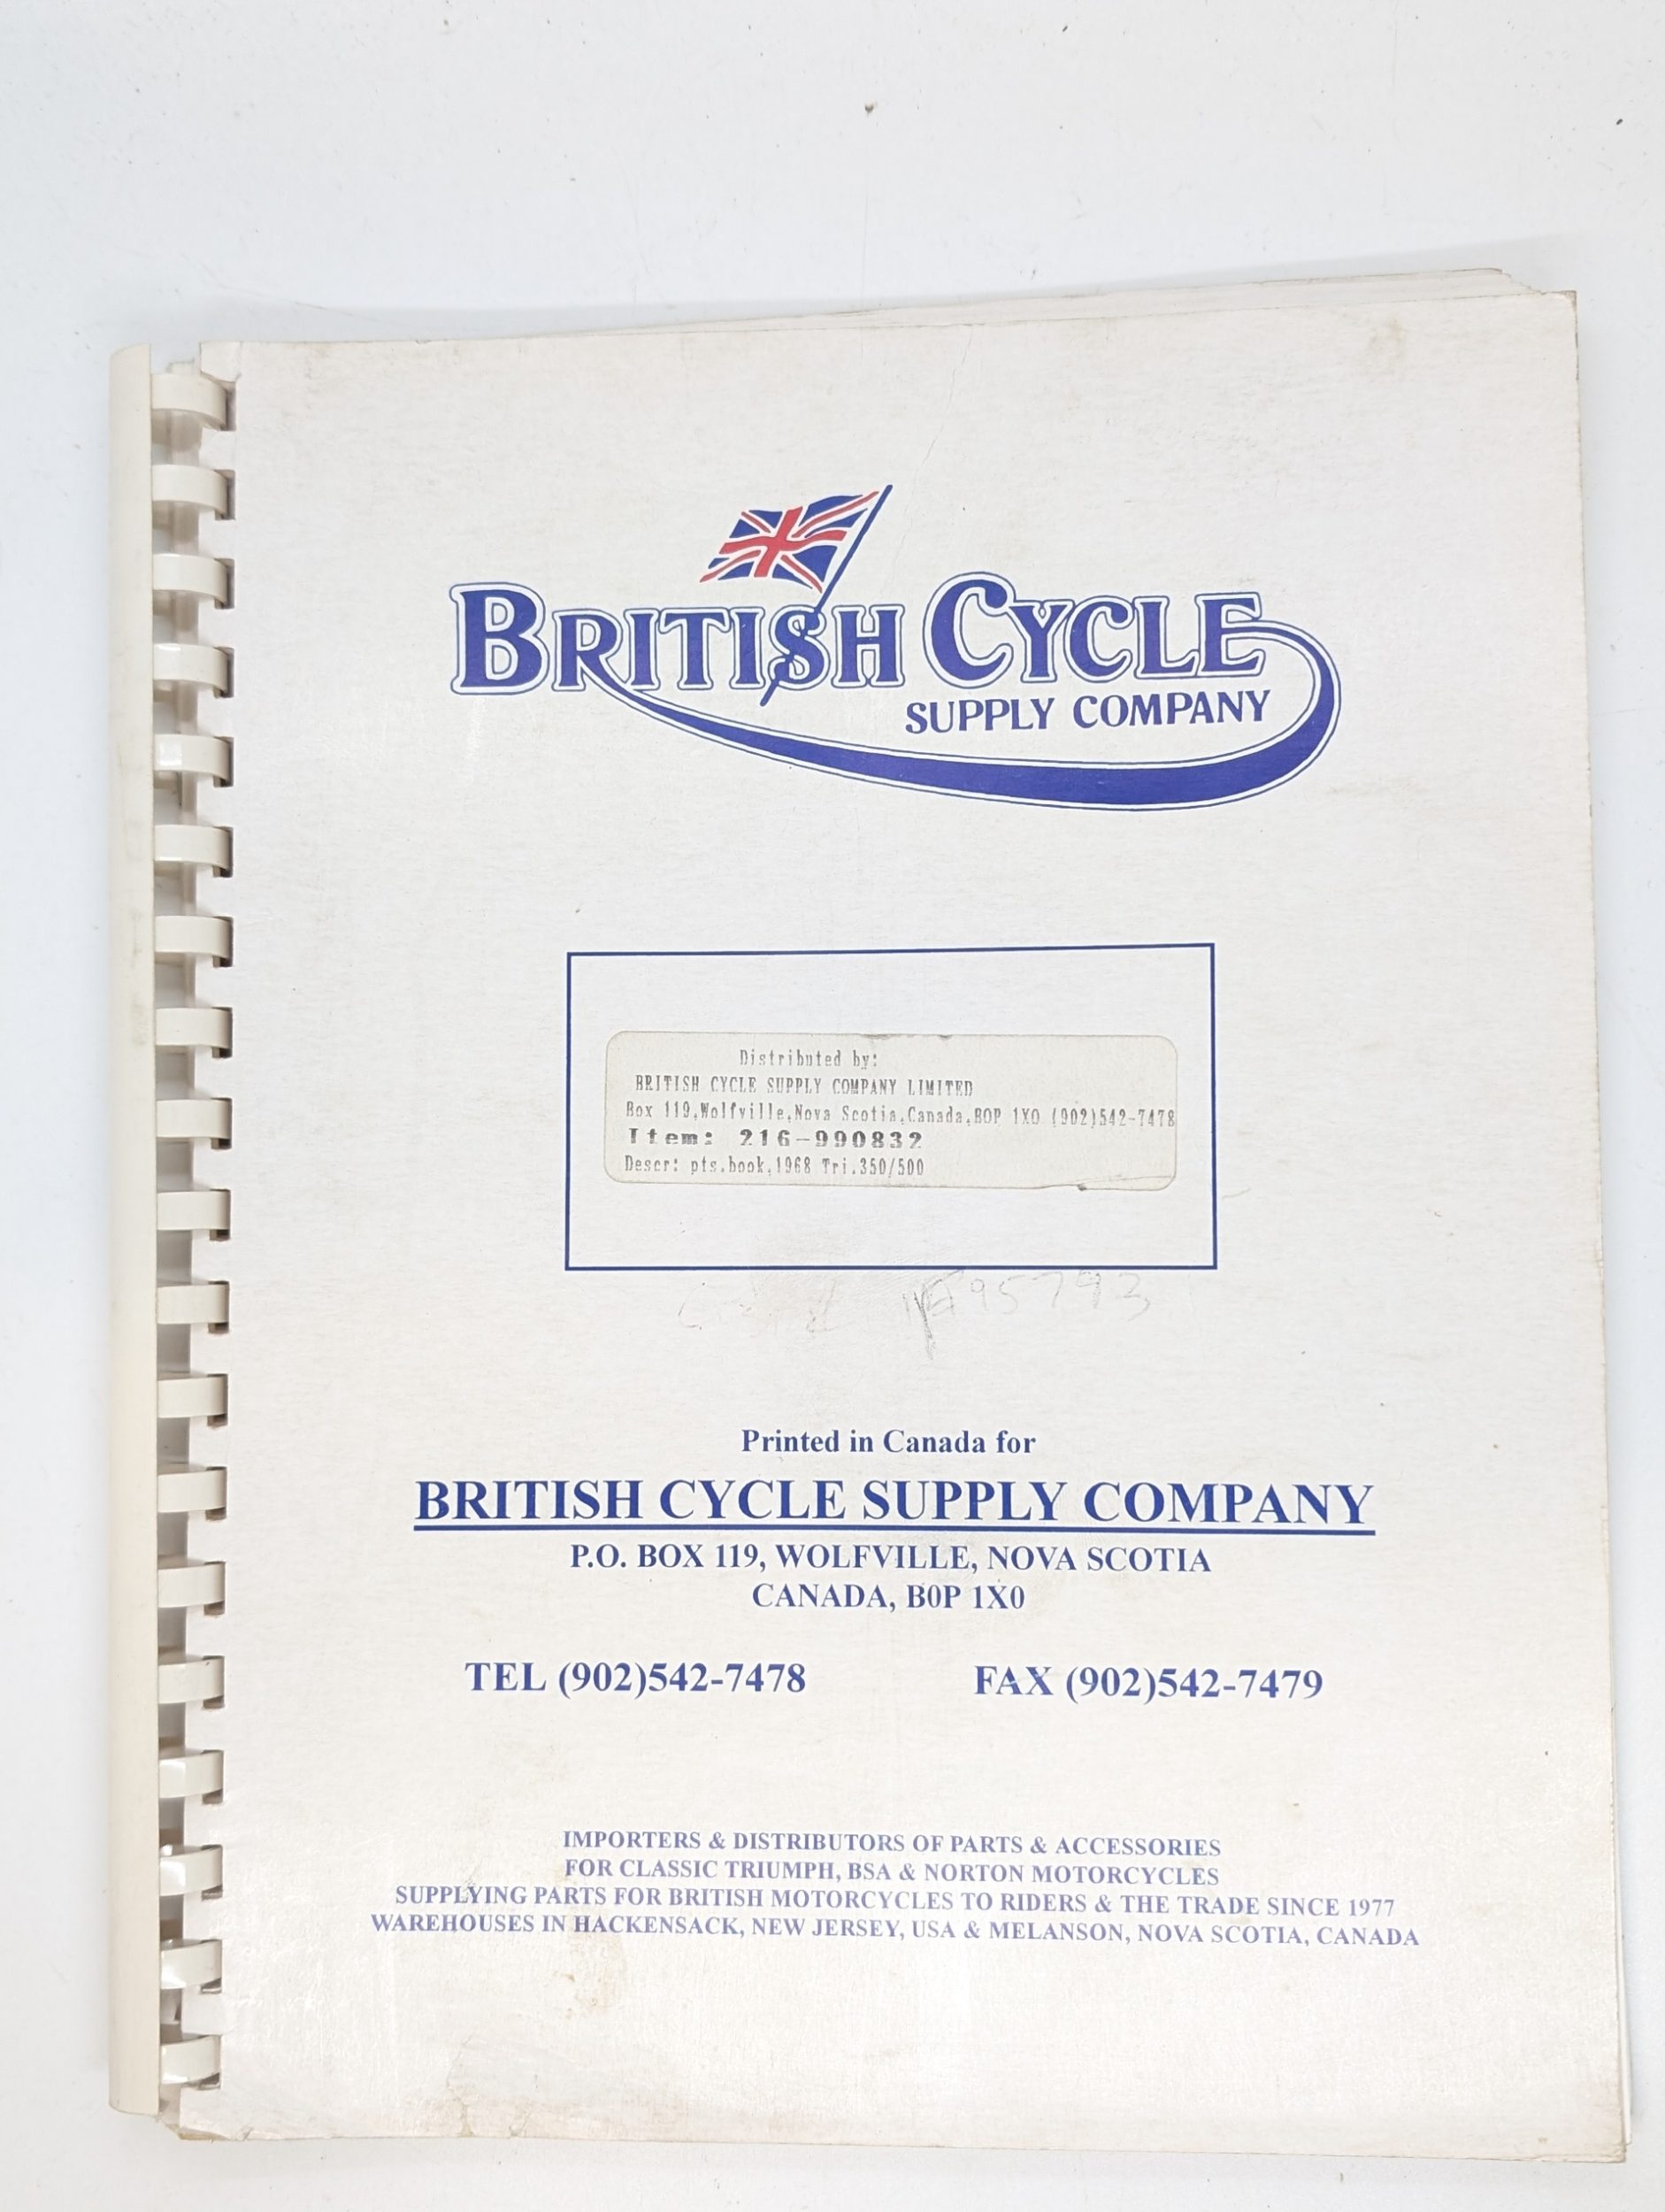 BRITISH CYCLE
SUPPLY COMPANY
Distributed by:
BRITISH CYCLE SUPPLY COMPANY LIMITED
Box 119,Wolfville,Nova Scotia,Canada,BOP 1XO (902)542-7478
Item: 216-990832
Descr: pts.book,1968 Tri.350/500
95793
Printed in Canada for
BRITISH CYCLE SUPPLY COMPANY
P.O. BOX 119, WOLFVILLE, NOVA SCOTIA
CANADA, B0P 1X0
TEL (902)542-7478 FAX (902)542-7479
IMPORTERS & DISTRIBUTORS OF PARTS & ACCESSORIES
FOR CLASSIC TRIUMPH, BSA & NORTON MOTORCYCLES
SUPPLYING PARTS FOR BRITISH MOTORCYCLES TO RIDERS & THE TRADE SINCE 1977
WAREHOUSES IN HACKENSACK, NEW JERSEY, USA & MELANSON, NOVA SCOTIA, CANADA